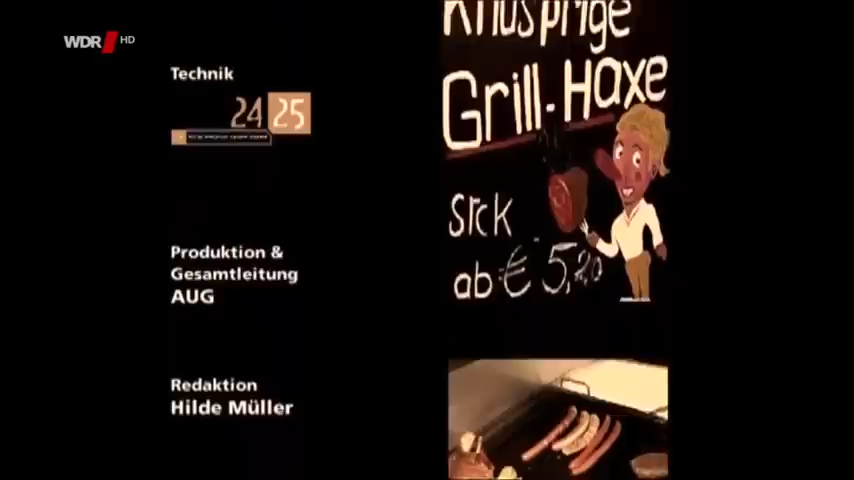 WDR HD
Technik
24 25
Produktion &
Gesamtleitung
AUG
Redaktion
Hilde Müller
Knusprige
Grill-Haxe
Stck
ab € 5,20